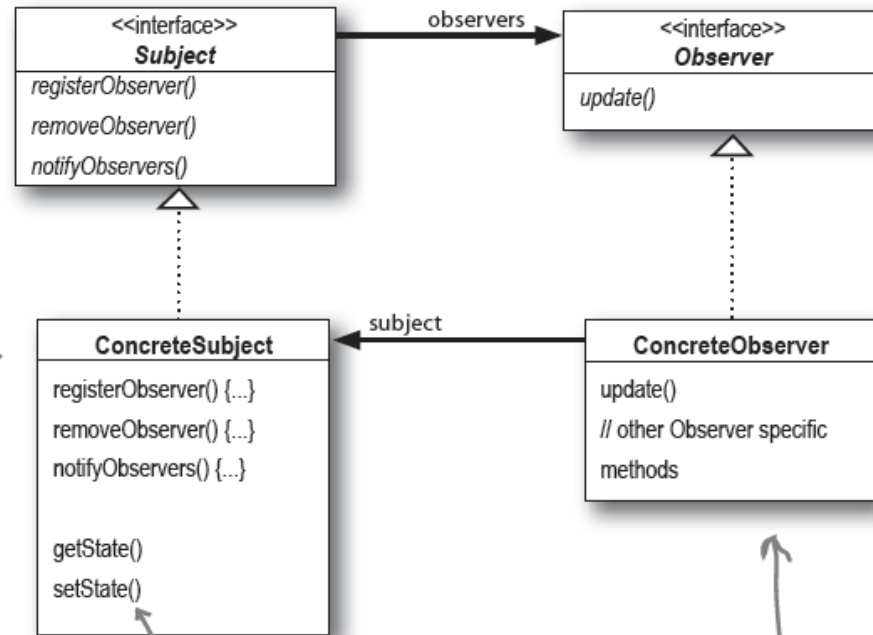 <<interface>>
Subject
registerObserver()
removeObserver()
notifyObservers()
observers
<<interface>>
Observer
update()
ConcreteSubject
registerObserver() {...}
removeObserver() {...}
notifyObservers() {...}
getState()
setState()
subject
ConcreteObserver
update()
// other Observer specific
methods